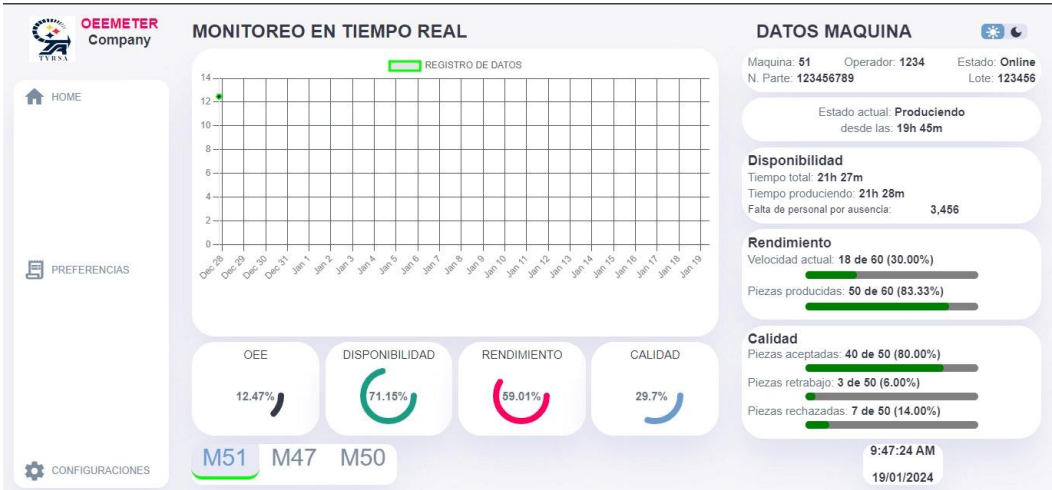 OEEMETER
Company
TYRSA
HOME
PREFERENCIAS
CONFIGURACIONES
MONITOREO EN TIEMPO REAL
REGISTRO DE DATOS
14
12
10
8
6
4
2
0
Dec 28 Dec 29 Dec 30 Dec 31 Jan 1 Jan 2 Jan 3 Jan 4 Jan 5 Jan 6 Jan 7 Jan 8 Jan 9 Jan 10 Jan 11 Jan 12 Jan 13 Jan 14 Jan 15 Jan 16 Jan 17 Jan 18 Jan 19
OEE DISPONIBILIDAD RENDIMIENTO CALIDAD
12.47% 71.15% 59.01% 29.7%
M51 M47 M50
DATOS MAQUINA
Maquina: 51 Operador: 1234 Estado: Online
N. Parte: 123456789 Lote: 123456
Estado actual: Produciendo
desde las: 19h 45m
Disponibilidad
Tiempo total: 21h 27m
Tiempo produciendo: 21h 28m
Falta de personal por ausencia: 3,456
Rendimiento
Velocidad actual: 18 de 60 (30.00%)
Piezas producidas: 50 de 60 (83.33%)
Calidad
Piezas aceptadas: 40 de 50 (80.00%)
Piezas retrabajo: 3 de 50 (6.00%)
Piezas rechazadas: 7 de 50 (14.00%)
9:47:24 AM
19/01/2024